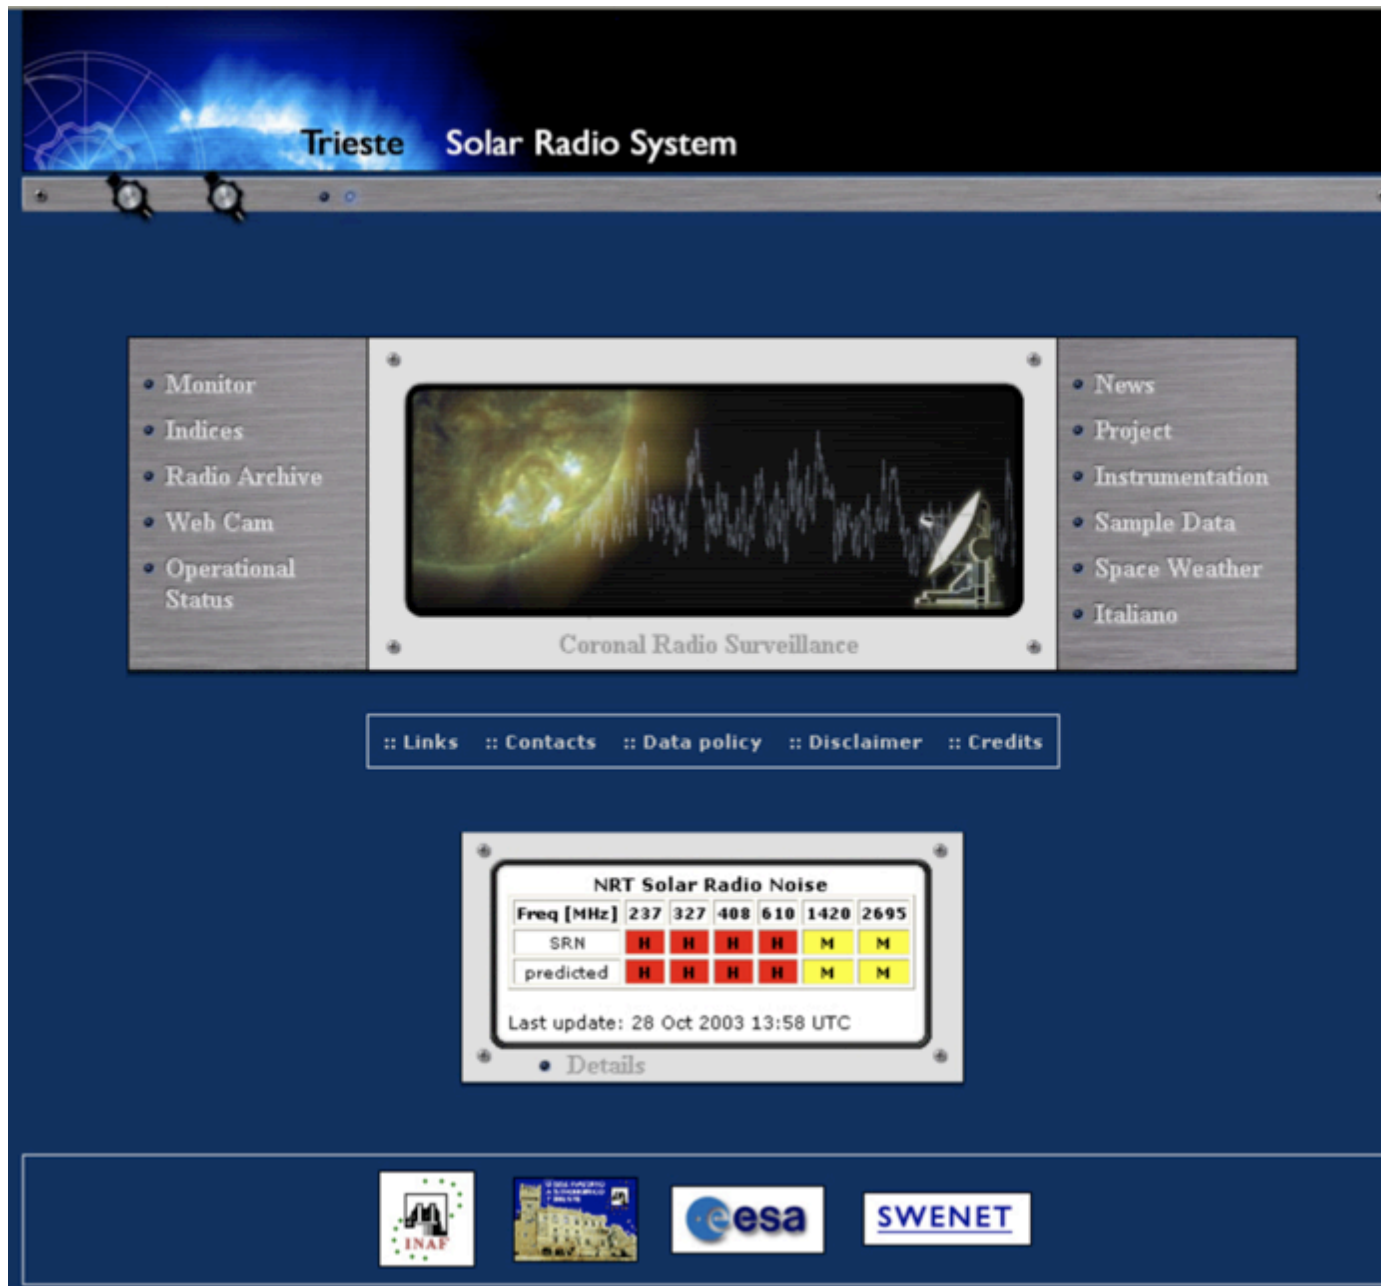 Trieste Solar Radio System
Monitor
Indices
Radio Archive
Web Cam
Operational
Status
Coronal Radio Surveillance
News
Project
Instrumentation
Sample Data
Space Weather
Italiano
:: Links :: Contacts :: Data policy :: Disclaimer :: Credits
NRT Solar Radio Noise
Freq [MHz] 237 327 408 610 1420 2695
SRN H H H H M M
predicted H H H H M M
Last update: 28 Oct 2003 13:58 UTC
Details
INAF
esa
SWENET